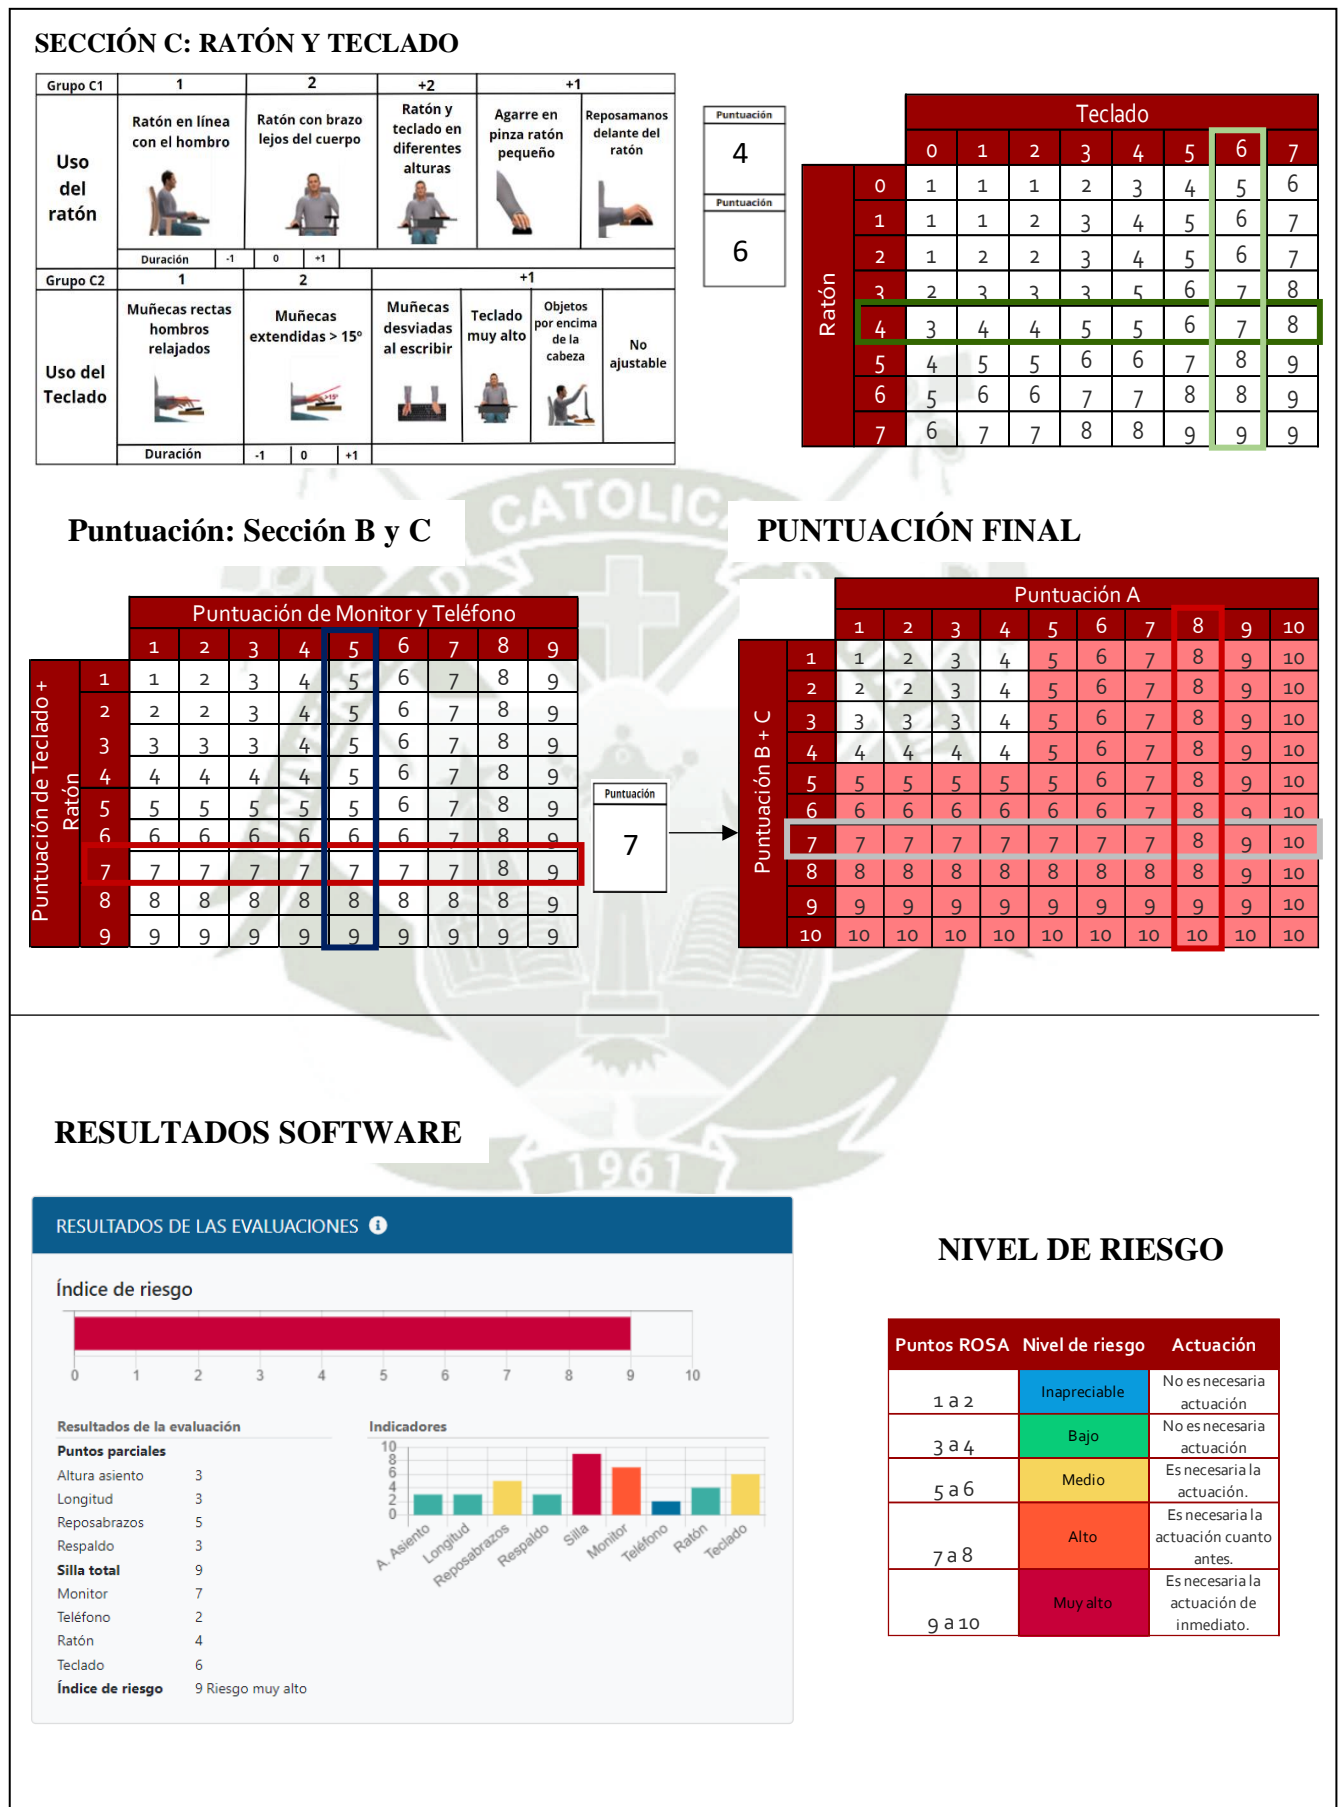 SECCIÓN C: RATÓN Y TECLADO
Grupo C1 1 2 +2 +1
Uso del ratón
Ratón en línea con el hombro
Ratón con brazo lejos del cuerpo
Ratón y teclado en diferentes alturas
Agarre en pinza ratón pequeño
Reposamanos delante del ratón
Duración -1 0 +1
Grupo C2 1 2 +1
Uso del Teclado
Muñecas rectas hombros relajados
Muñecas extendidas > 15º
>15º
Muñecas desviadas al escribir
Teclado muy alto
Objetos por encima de la cabeza
No ajustable
Duración -1 0 +1
Puntuación
4
Puntuación
6
Teclado
0 1 2 3 4 5 6 7
Ratón
0 1 1 1 2 3 4 5 6
1 1 1 2 3 4 5 6 7
2 1 2 2 3 4 5 6 7
3 2 3 3 3 5 6 7 8
4 3 4 4 5 5 6 7 8
5 4 5 5 6 6 7 8 9
6 5 6 6 7 7 8 8 9
7 6 7 7 8 8 9 9 9
Puntuación: Sección B y C
Puntuación de Monitor y Teléfono
1 2 3 4 5 6 7 8 9
Puntuación de Teclado + Ratón
1 1 2 3 4 5 6 7 8 9
2 2 2 3 4 5 6 7 8 9
3 3 3 3 4 5 6 7 8 9
4 4 4 4 4 5 6 7 8 9
5 5 5 5 5 5 6 7 8 9
6 6 6 6 6 6 6 7 8 9
7 7 7 7 7 7 7 7 8 9
8 8 8 8 8 8 8 8 8 9
9 9 9 9 9 9 9 9 9 9
Puntuación
7
PUNTUACIÓN FINAL
Puntuación A
1 2 3 4 5 6 7 8 9 10
Puntuación B + C
1 1 2 3 4 5 6 7 8 9 10
2 2 2 3 4 5 6 7 8 9 10
3 3 3 3 4 5 6 7 8 9 10
4 4 4 4 4 5 6 7 8 9 10
5 5 5 5 5 5 6 7 8 9 10
6 6 6 6 6 6 6 7 8 9 10
7 7 7 7 7 7 7 7 8 9 10
8 8 8 8 8 8 8 8 8 9 10
9 9 9 9 9 9 9 9 9 9 10
10 10 10 10 10 10 10 10 10 10 10
CATOLICA
1961
RESULTADOS SOFTWARE
RESULTADOS DE LAS EVALUACIONES
Índice de riesgo
0 1 2 3 4 5 6 7 8 9 10
Resultados de la evaluación
Puntos parciales
Altura asiento 3
Longitud 3
Reposabrazos 5
Respaldo 3
Silla total 9
Monitor 7
Teléfono 2
Ratón 4
Teclado 6
Índice de riesgo 9 Riesgo muy alto
Indicadores
10
8
6
4
2
0
A. Asiento Longitud Reposabrazos Respaldo Silla Monitor Teléfono Ratón Teclado
NIVEL DE RIESGO
Puntos ROSA Nivel de riesgo Actuación
1 a 2 Inapreciable No es necesaria actuación
3 a 4 Bajo No es necesaria actuación
5 a 6 Medio Es necesaria la actuación.
7 a 8 Alto Es necesaria la actuación cuanto antes.
9 a 10 Muy alto Es necesaria la actuación de inmediato.